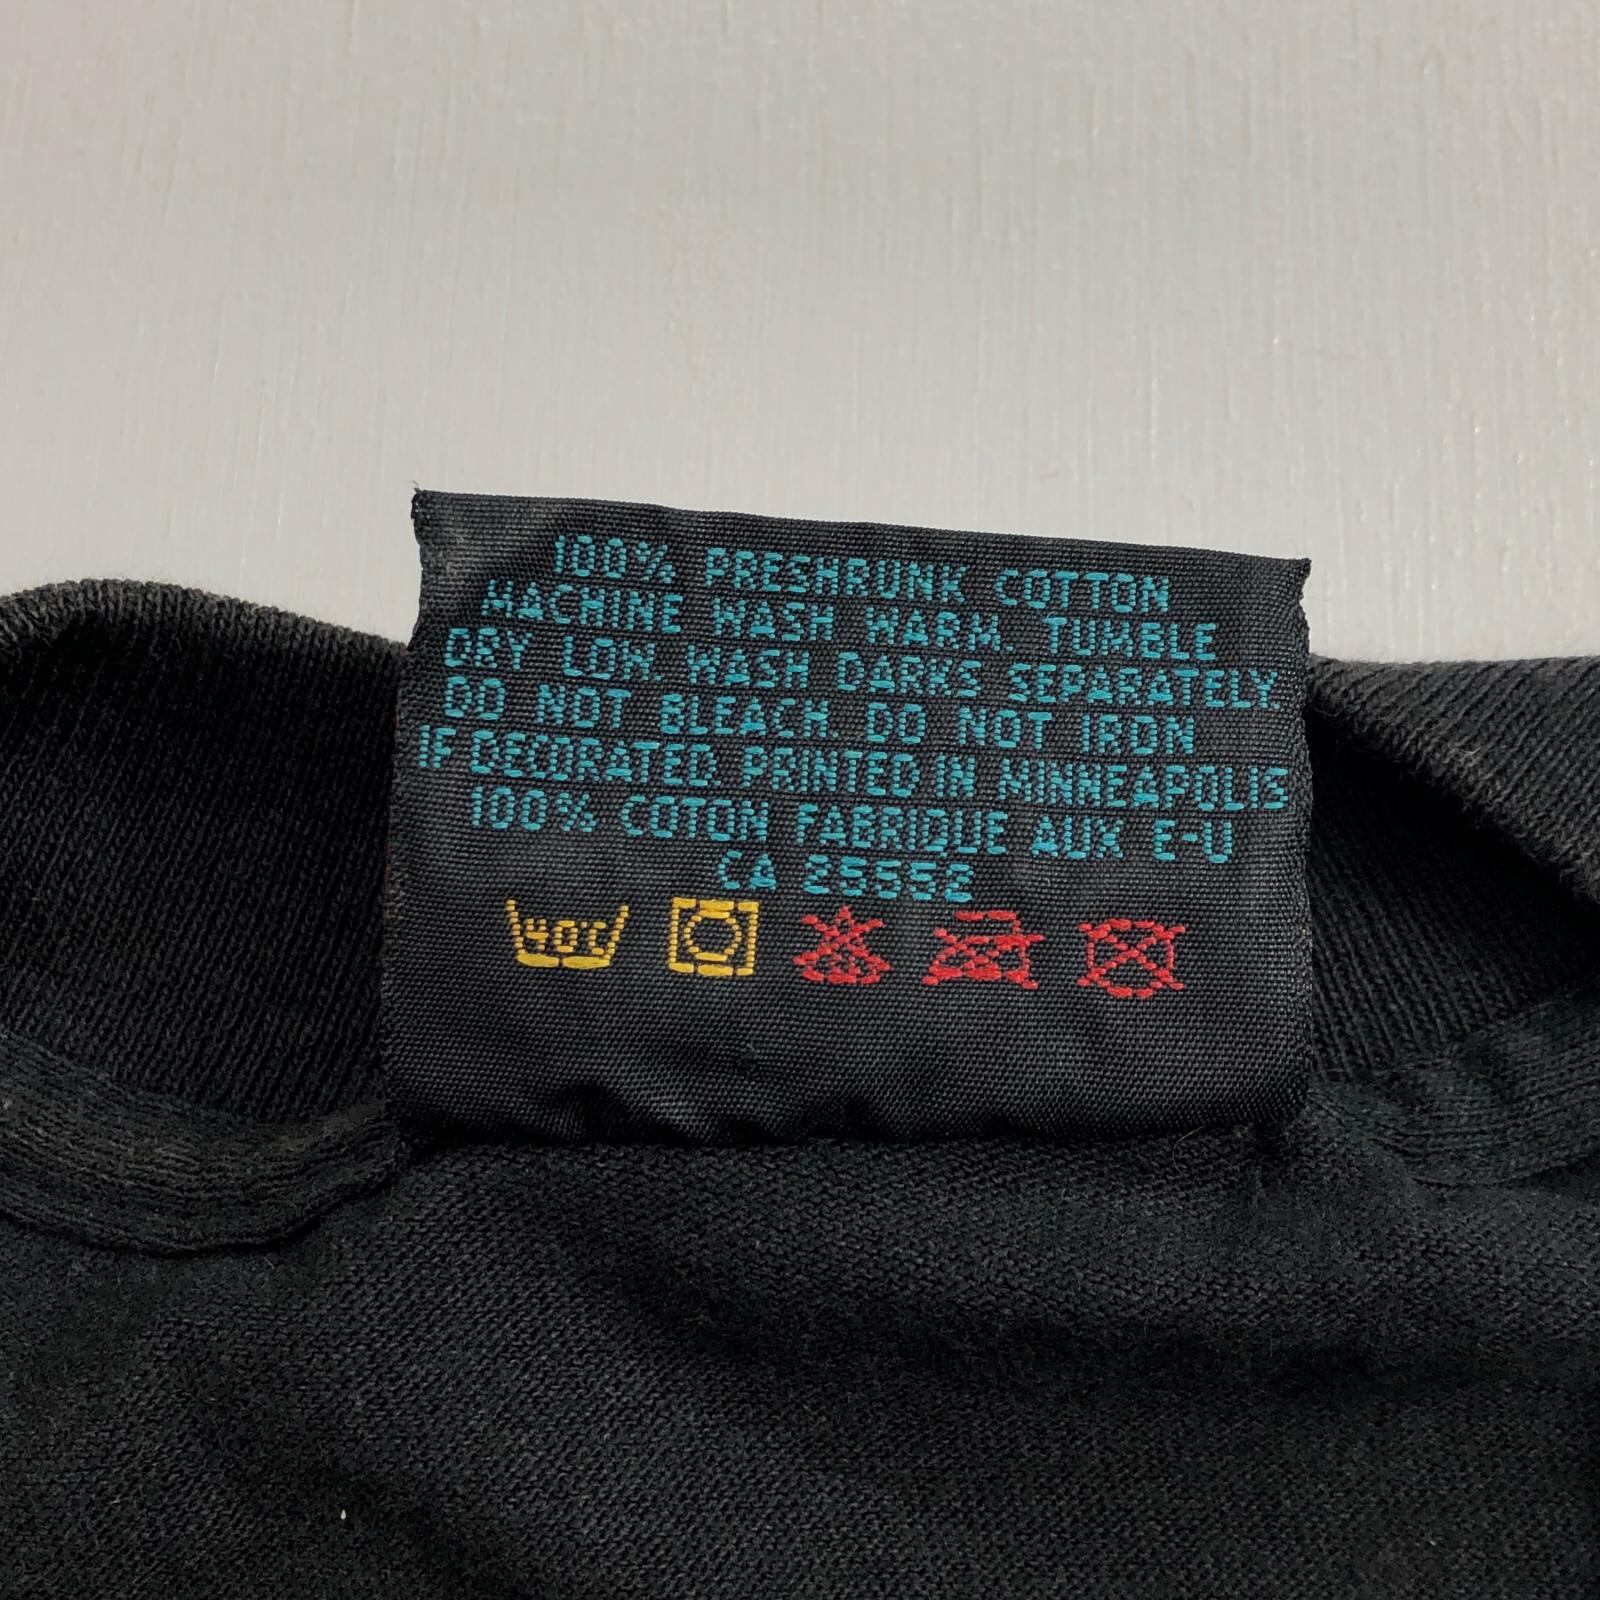 100% PRESHRUNK COTTON
MACHINE WASH WARM. TUMBLE
DRY LOW. WASH DARKS SEPARATELY.
DO NOT BLEACH. DO NOT IRON
IF DECORATED. PRINTED IN MINNEAPOLIS
100% COTON FABRIQUE AUX E-U
CA 25552
40°C